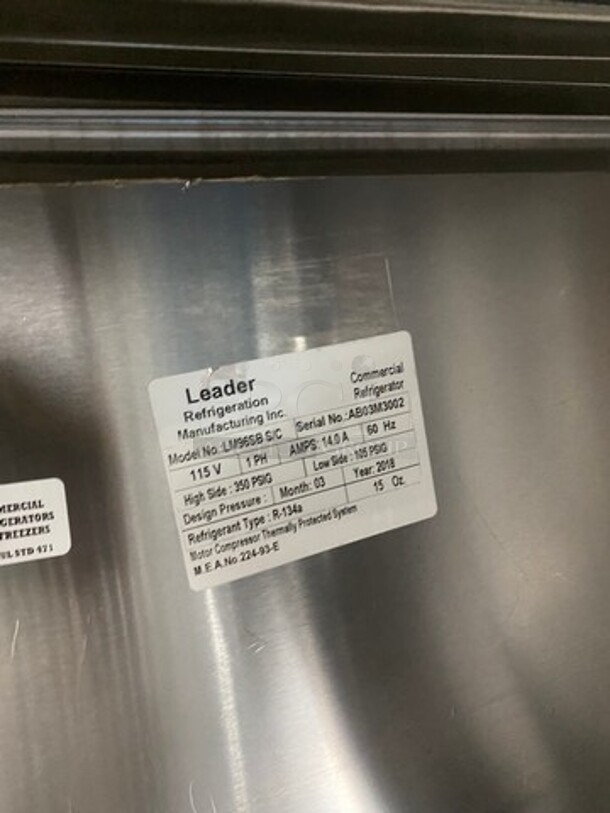 Leader
Refrigeration
Manufacturing Inc.
Commercial
Refrigerator
Model No.:LM96SB S/C Serial No.:AB03M3002
115 V 1 PH AMPS: 14.0 A 60 Hz
High Side : 350 PSIG Low Side : 105 PSIG
Design Pressure : Month: 03 Year: 2018
Refrigerant Type : R-134a 15 Oz.
Motor Compressor Thermally Protected System
M.E.A.No.224-93-E
MERCIAL
GERATORS
FREEZERS
UL STD 471